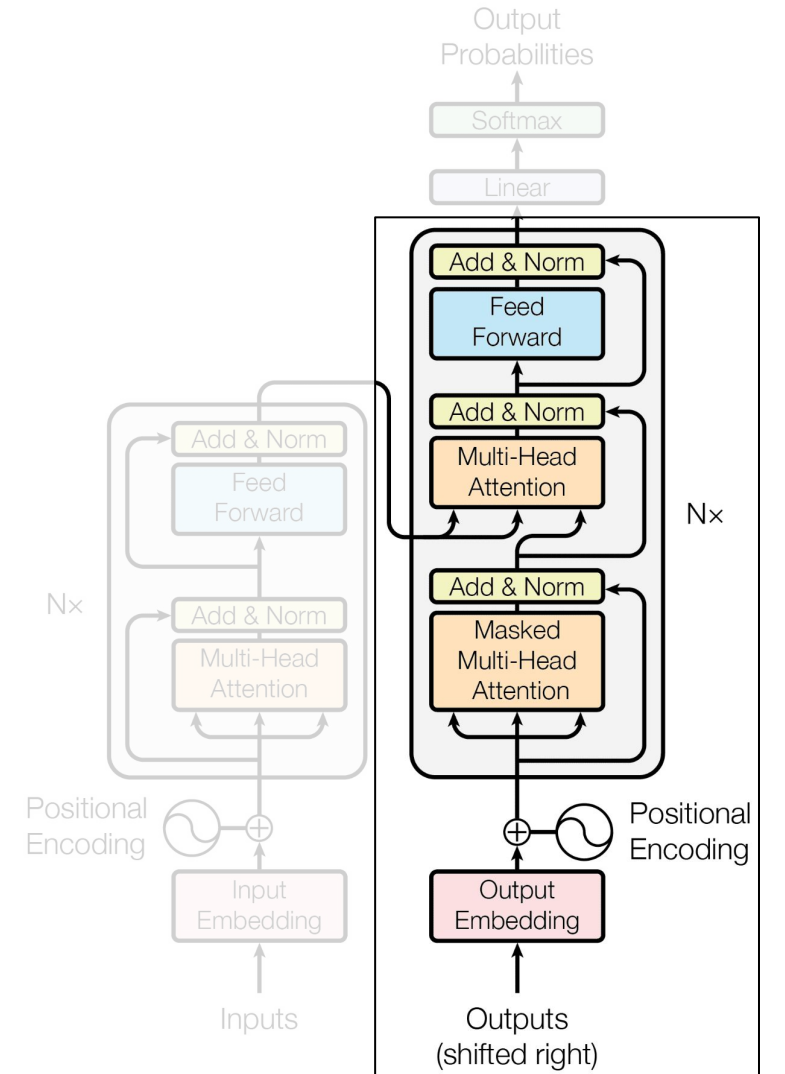 Output
Probabilities
Softmax
Linear
Add & Norm
Feed
Forward
Add & Norm
Multi-Head
Attention
Nx
Add & Norm
Masked
Multi-Head
Attention
Add & Norm
Feed
Forward
Nx
Add & Norm
Multi-Head
Attention
Positional
Encoding
Positional
Encoding
Input
Embedding
Output
Embedding
Inputs
Outputs
(shifted right)